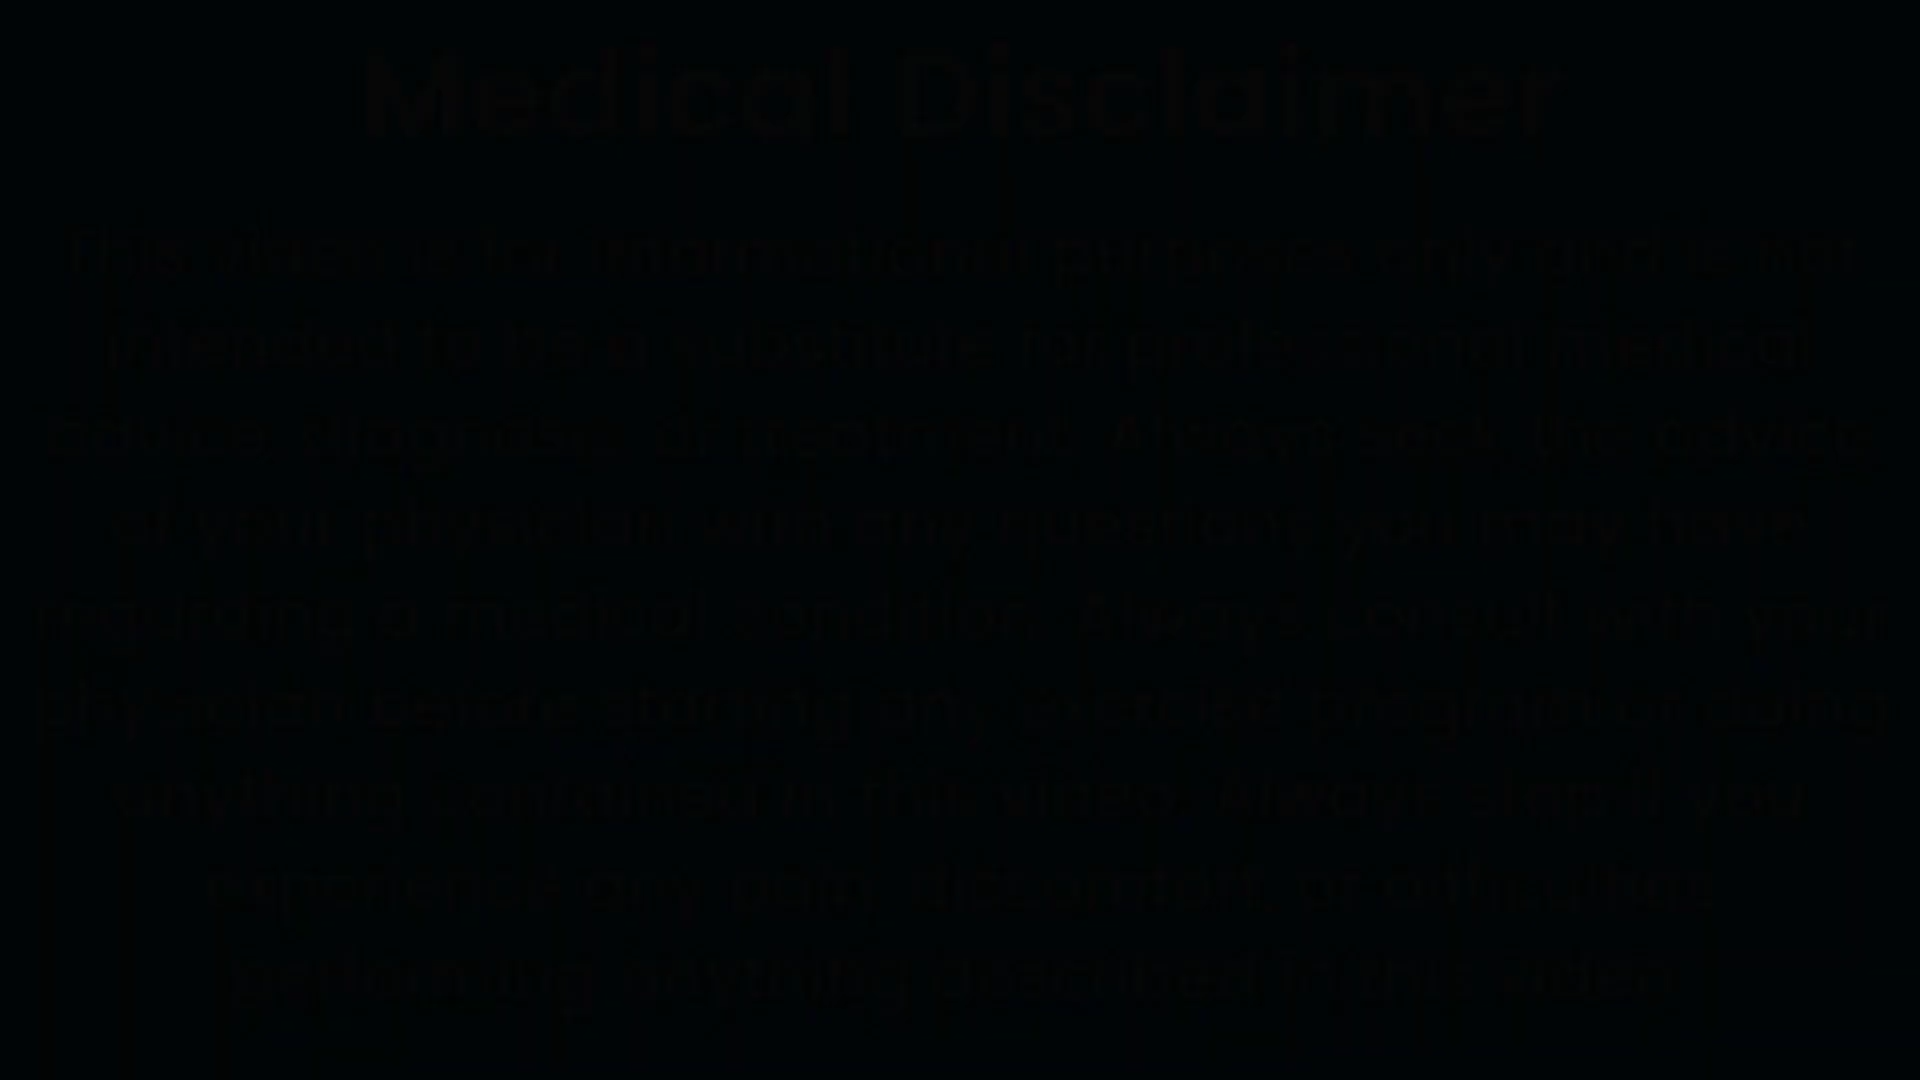 Medical Disclaimer
This video is for informational purposes only and is not
intended to be a substitute for professional medical
advice diagnosis or treatment. Always seek the advice
of your physician with any questions you may have
regarding a medical condition. Always consult with your
physician before starting any exercise program or doing
anything contained in this video.
experience any pain, discomfort, or
performing anything in this video